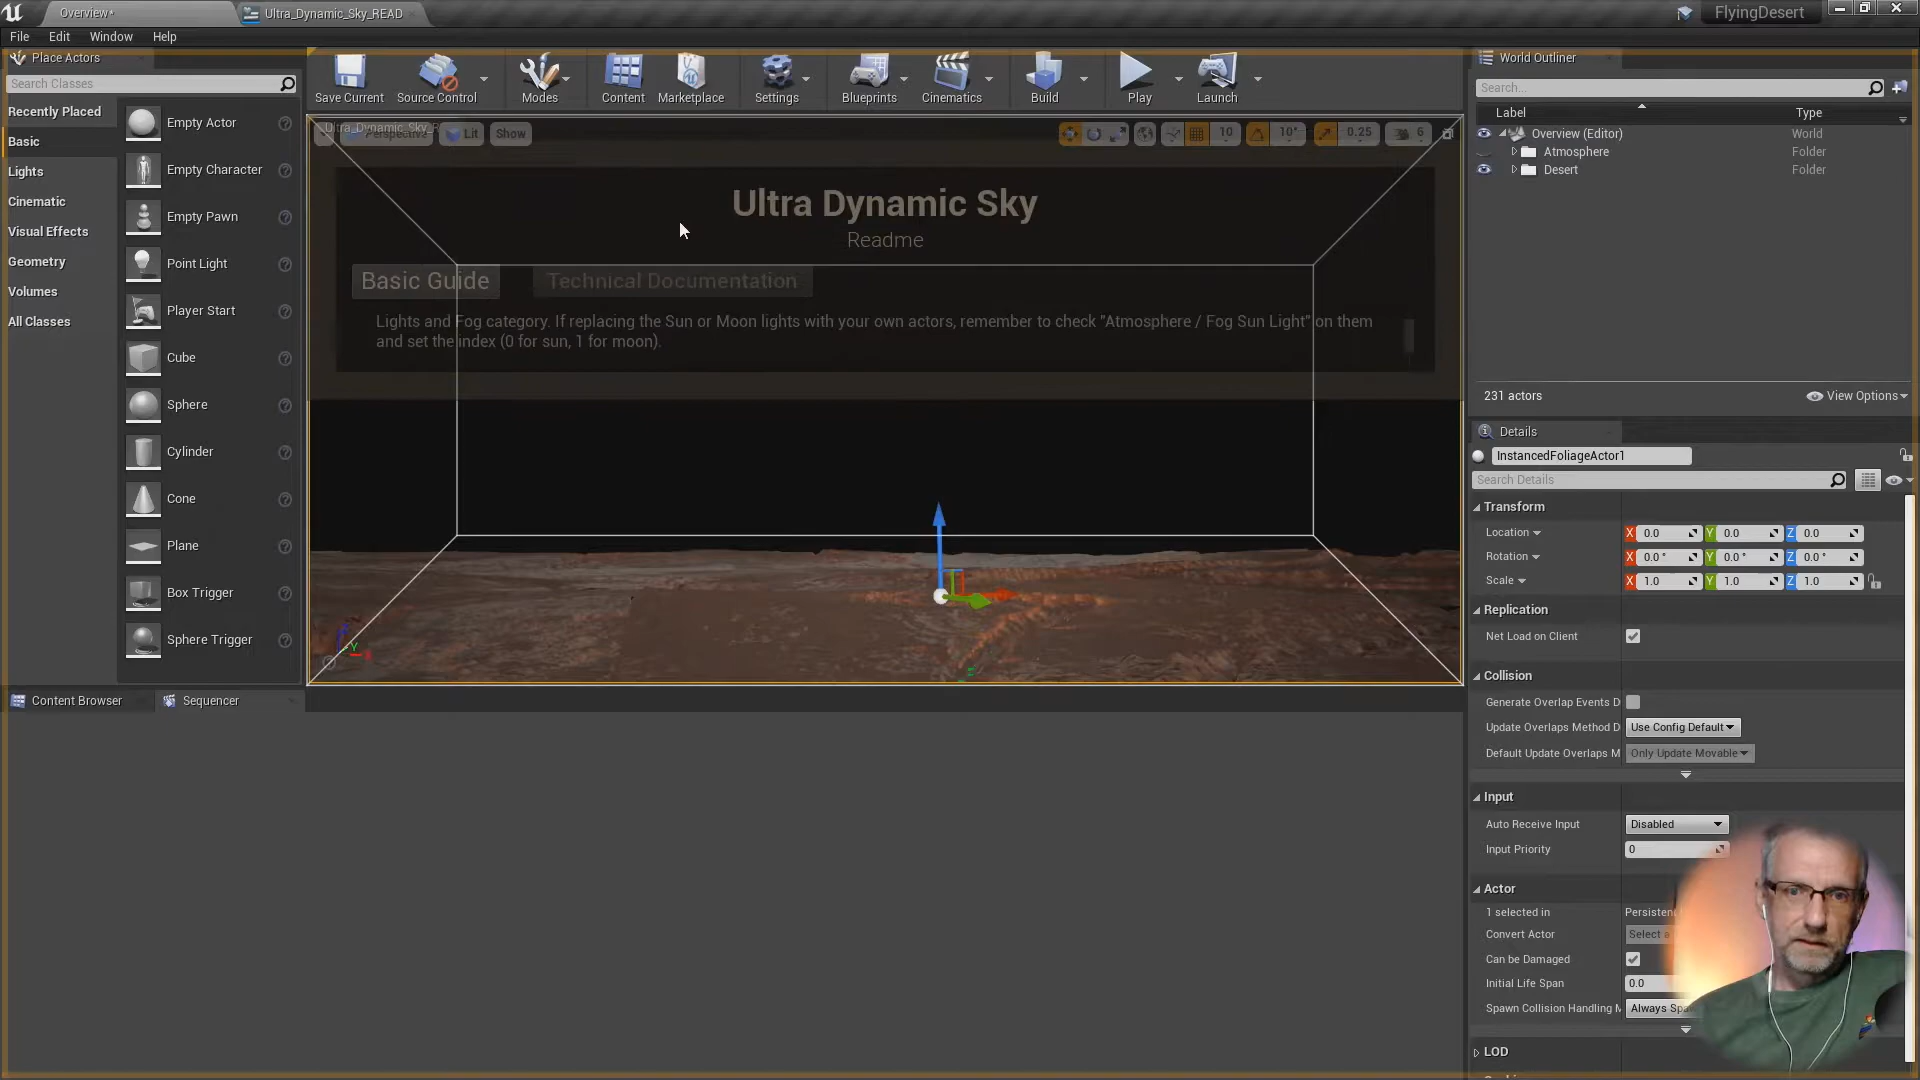 Overview*
Ultra_Dynamic_Sky_READ
FlyingDesert
File Edit Window Help
Place Actors
Search Classes
Recently Placed
Basic
Lights
Cinematic
Visual Effects
Geometry
Volumes
All Classes
Empty Actor
Empty Character
Empty Pawn
Point Light
Player Start
Cube
Sphere
Cylinder
Cone
Plane
Box Trigger
Sphere Trigger
Save Current
Source Control
Modes
Content
Marketplace
Settings
Blueprints
Cinematics
Build
Play
Launch
Perspective
Lit
Show
10
10°
0.25
6
Ultra Dynamic Sky
Readme
Basic Guide
Technical Documentation
Lights and Fog category. If replacing the Sun or Moon lights with your own actors, remember to check "Atmosphere / Fog Sun Light" on them
and set the index (0 for sun, 1 for moon).
Content Browser
Sequencer
World Outliner
Search...
Label Type
Overview (Editor) World
Atmosphere Folder
Desert Folder
231 actors
View Options
Details
InstancedFoliageActor1
Search Details
Transform
Location X 0.0 Y 0.0 Z 0.0
Rotation X 0.0 ° Y 0.0 ° Z 0.0 °
Scale X 1.0 Y 1.0 Z 1.0
Replication
Net Load on Client
Collision
Generate Overlap Events D
Update Overlaps Method D Use Config Default
Default Update Overlaps M Only Update Movable
Input
Auto Receive Input Disabled
Input Priority 0
Actor
1 selected in Persistent
Convert Actor Select a
Can be Damaged
Initial Life Span 0.0
Spawn Collision Handling M Always Spa
LOD